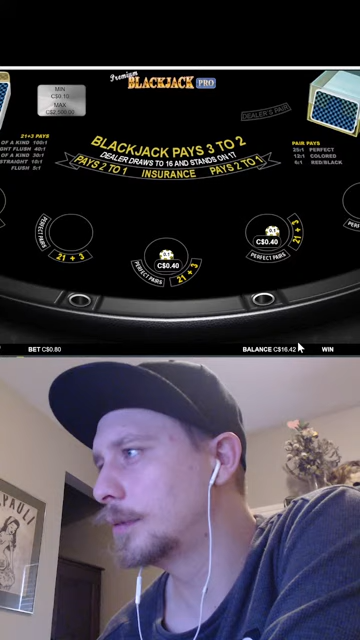 Premium
BLACKJACK PRO
MIN
C$0.10
MAX
DEALER'S PAIR
21+3 PAYS
OF A KIND 100:1
IGHT FLUSH 40:1
OF A KIND 30:1
STRAIGHT 10:1
FLUSH 5:1
BLACKJACK PAYS 3 TO 2
DEALER DRAWS TO 16 AND STANDS ON 17
PAYS 2 TO 1 INSURANCE PAYS 2 TO 1
PAIR PAYS
25:1 PERFECT
12:1 COLORED
6:1 RED/BLACK
PERFECT PAIRS
21 + 3
C$0.40
PERFECT PAIRS
21 + 3
C$0.40
PERFECT PAIRS
21 + 3
BET C$0.80
BALANCE C$16.42
WIN
PAULI